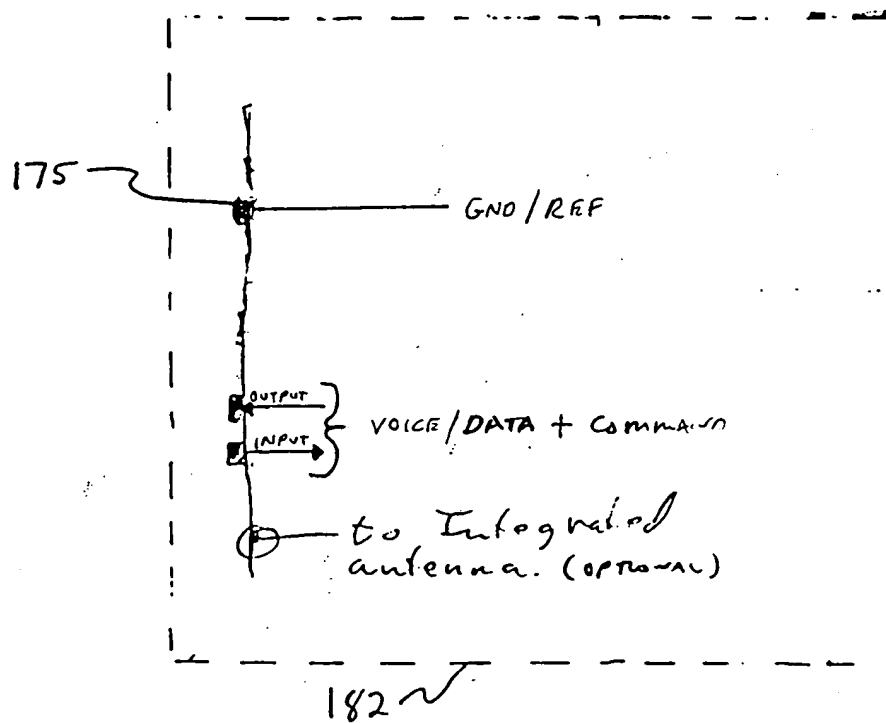 175
GND/REF
OUTPUT
INPUT
VOICE/DATA + COMMAND
to Integrated
antenna. (OPTIONAL)
182